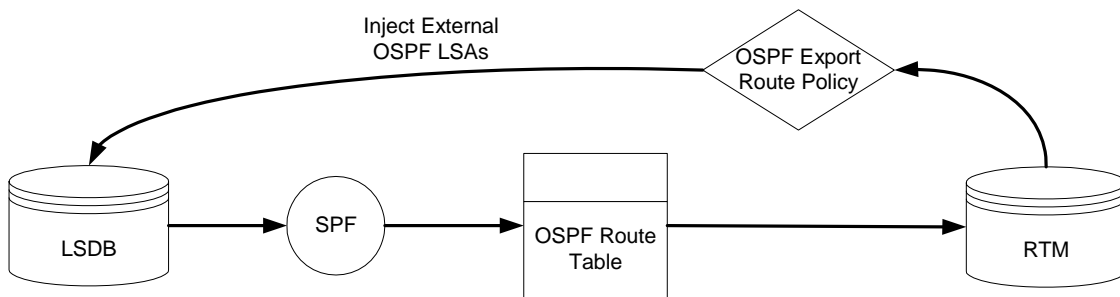 Inject External
OSPF LSAs
OSPF Export
Route Policy
LSDB
SPF
OSPF Route
Table
RTM